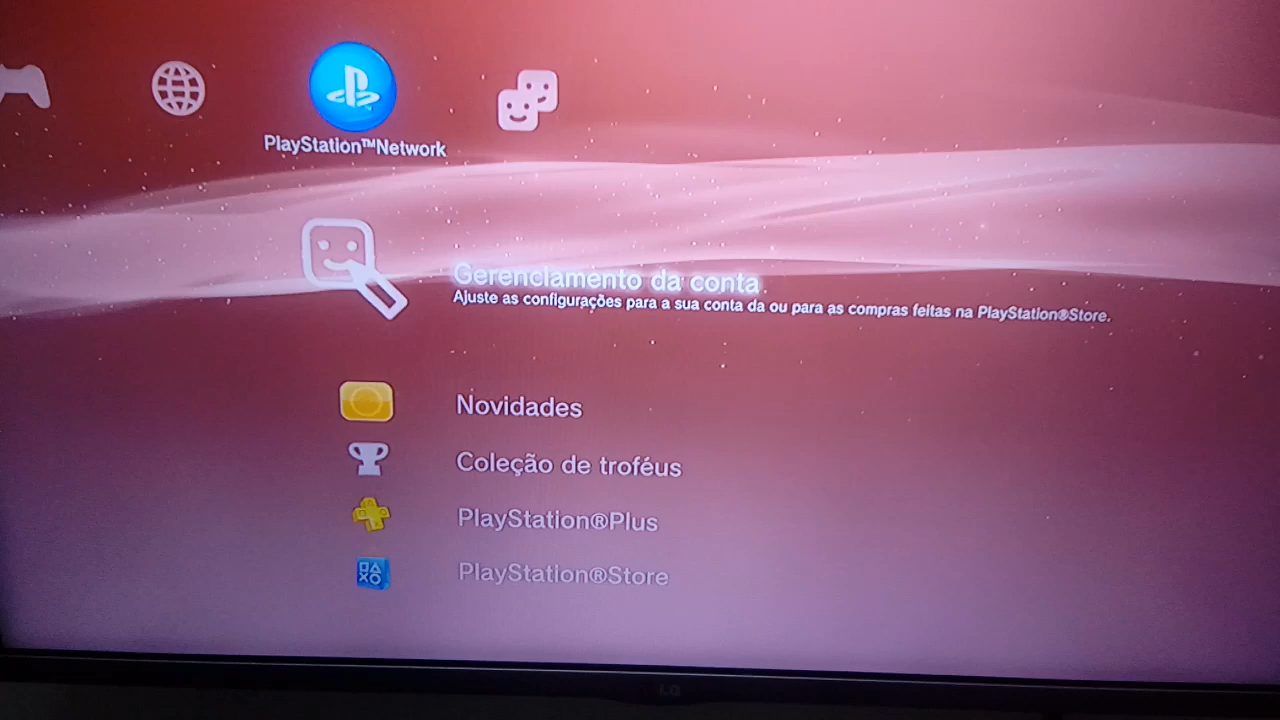 PlayStation™Network
Gerenciamento da conta
Ajuste as configurações para a sua conta da ou para as compras feitas na PlayStation®Store.
Novidades
Coleção de troféus
PlayStation®Plus
PlayStation®Store
LG